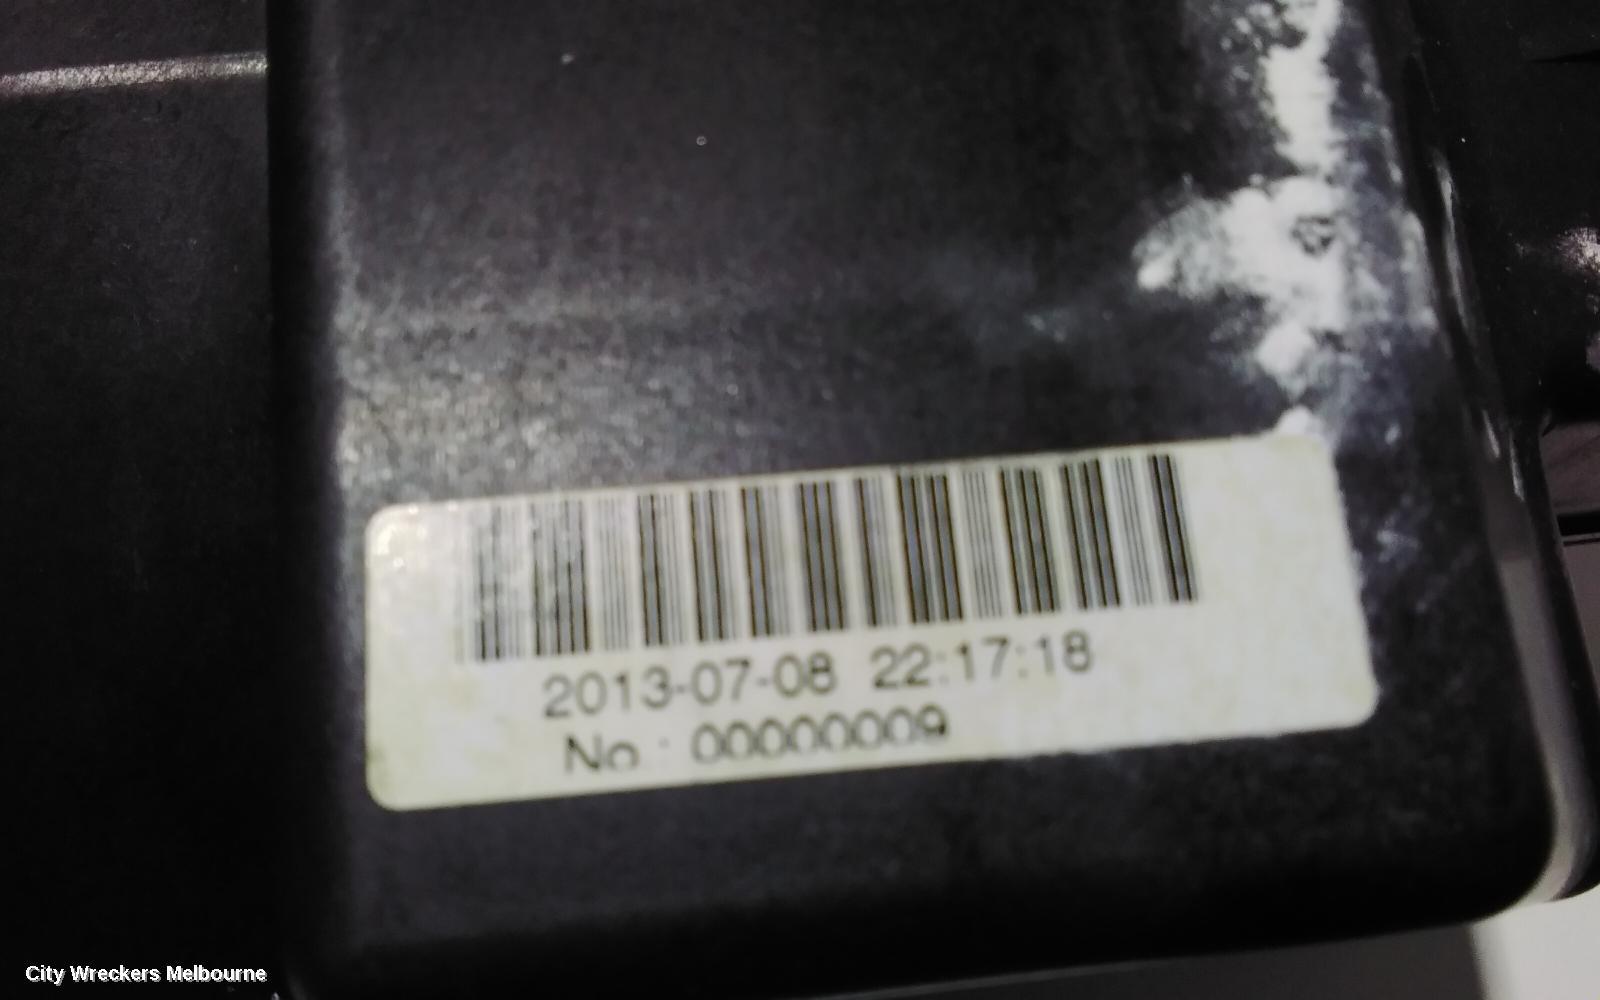 2013-07-08 22:17:18
No : 00000009
City Wreckers Melbourne